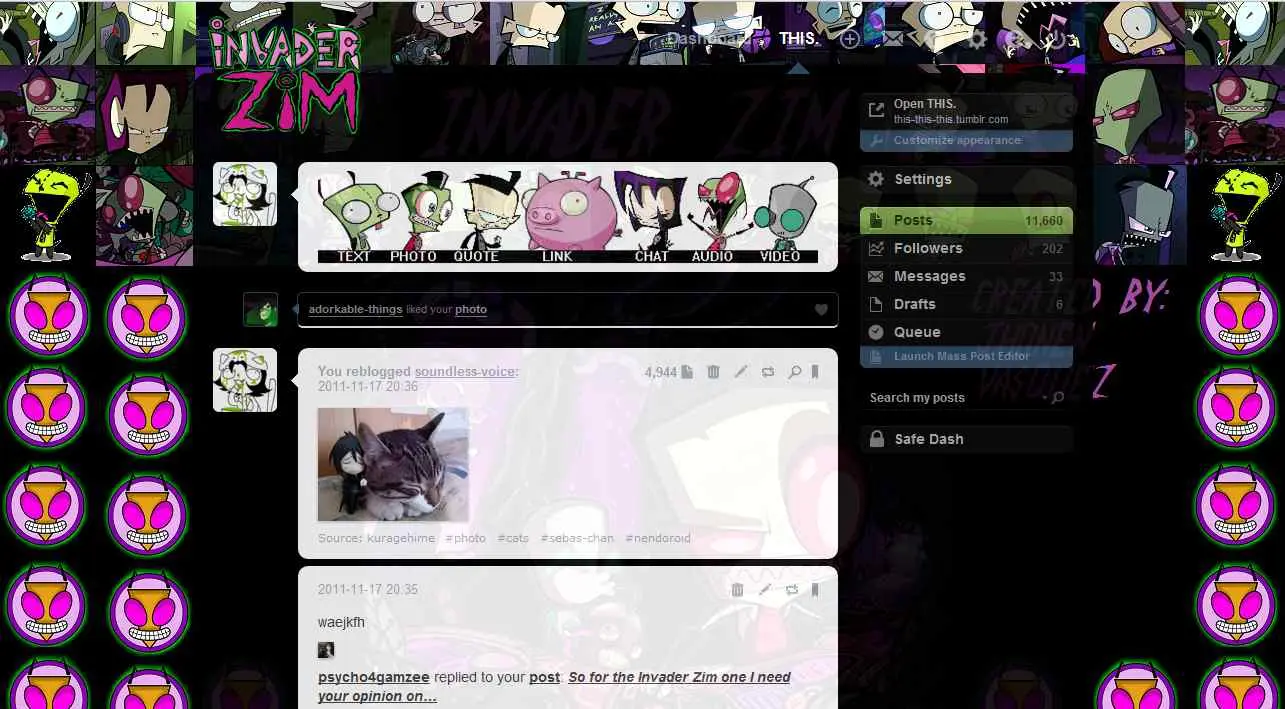 INVADER
ZIM
Dashboard THIS.
INVADER ZIM
Open THIS.
this-this-this.tumblr.com
Customize appearance
Settings
TEXT PHOTO QUOTE LINK CHAT AUDIO VIDEO
Posts 11,660
Followers 202
Messages 33
Drafts 6
Queue
Launch Mass Post Editor
CREATED BY:
adorkable-things liked your photo
You reblogged soundless-voice:
2011-11-17 20:36
4,944
Search my posts
Safe Dash
Source: kuragehime #photo #cats #sebas-chan #nendoroid
2011-11-17 20:35
waejkfh
psycho4gamzee replied to your post: So for the Invader Zim one I need
your opinion on…